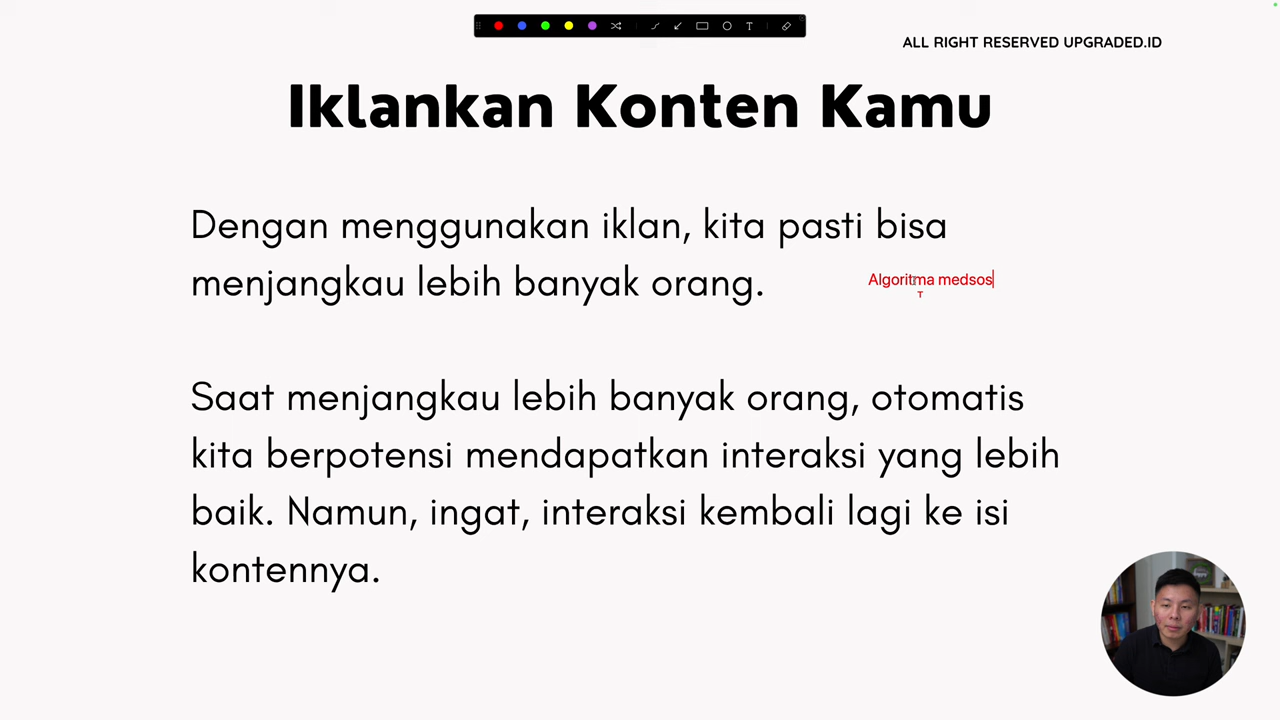 ALL RIGHT RESERVED UPGRADED.ID
Iklankan Konten Kamu
Dengan menggunakan iklan, kita pasti bisa
menjangkau lebih banyak orang.
Algoritma medsos
Saat menjangkau lebih banyak orang, otomatis
kita berpotensi mendapatkan interaksi yang lebih
baik. Namun, ingat, interaksi kembali lagi ke isi
kontennya.